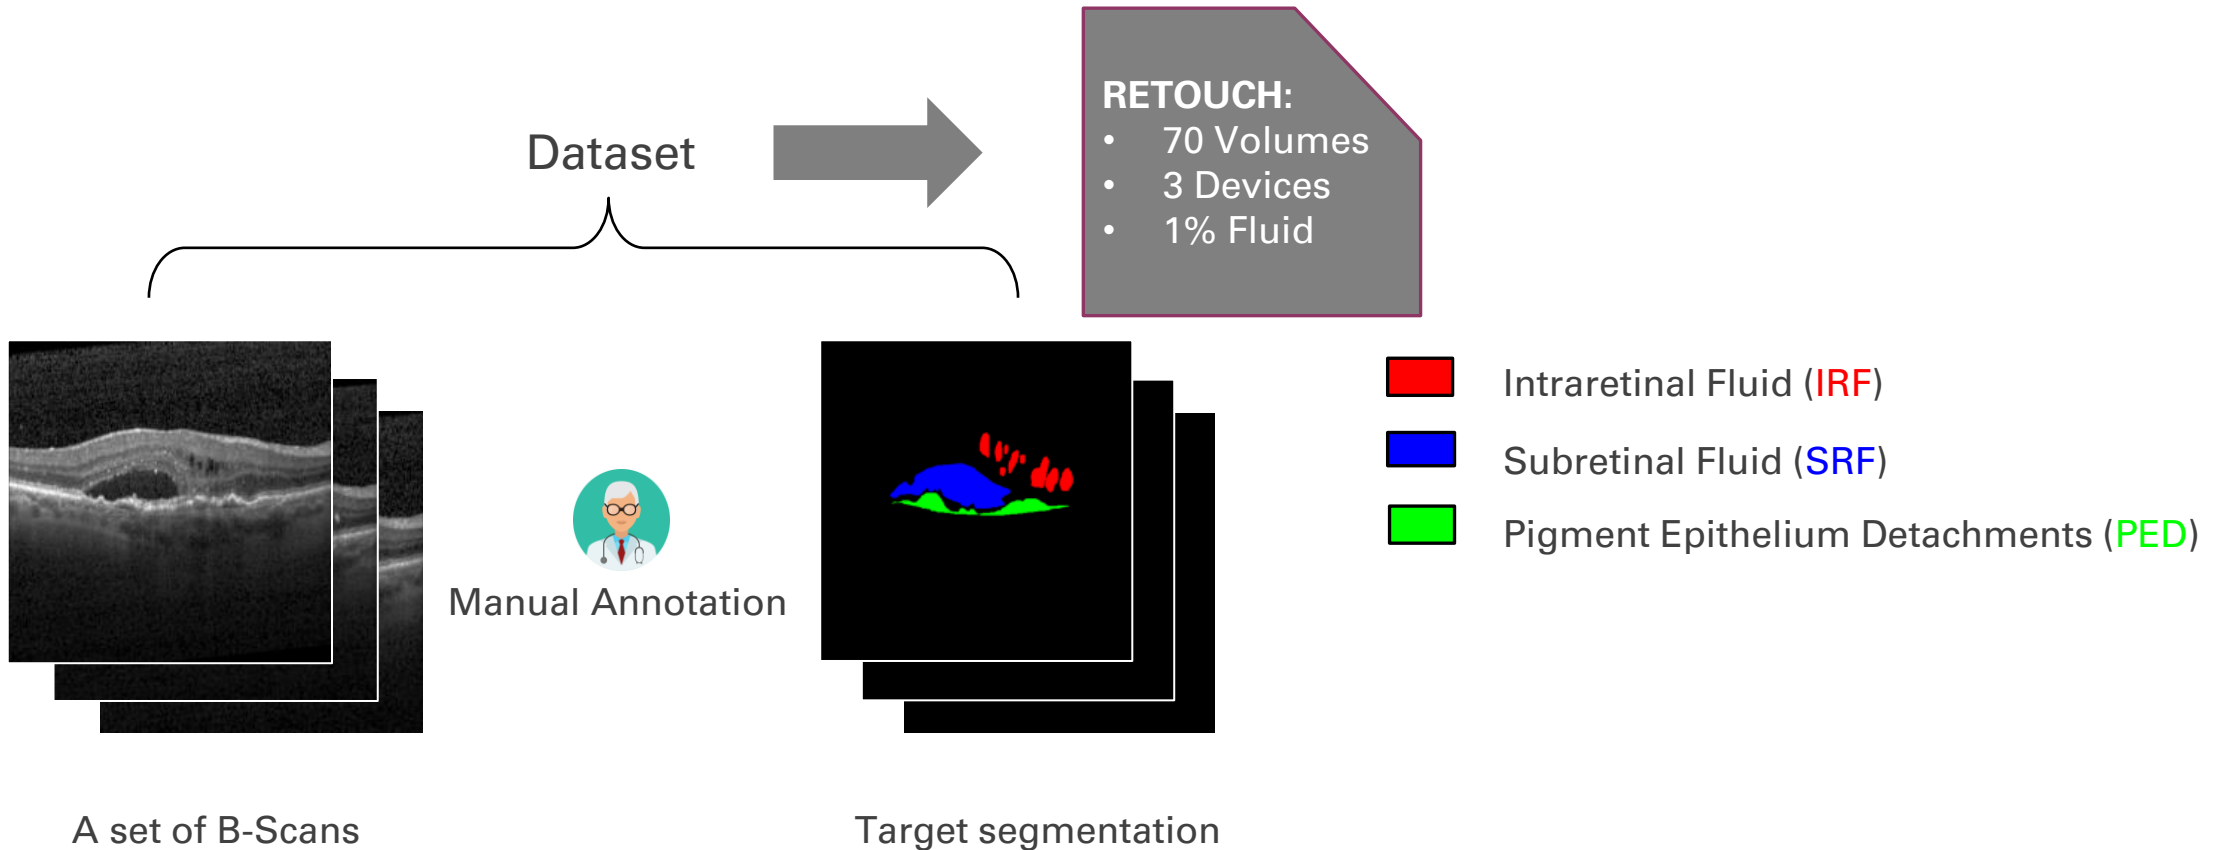 Dataset
RETOUCH:
• 70 Volumes
• 3 Devices
• 1% Fluid
Manual Annotation
Intraretinal Fluid (IRF)
Subretinal Fluid (SRF)
Pigment Epithelium Detachments (PED)
A set of B-Scans
Target segmentation